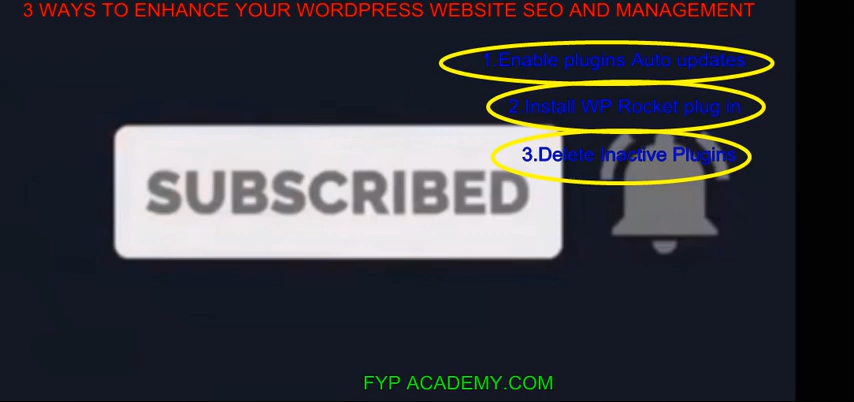 3 WAYS TO ENHANCE YOUR WORDPRESS WEBSITE SEO AND MANAGEMENT
1.Enable plugins Auto updates
2.Install WP Rocket plug in
3.Delete Inactive Plugins
SUBSCRIBED
FYP ACADEMY.COM